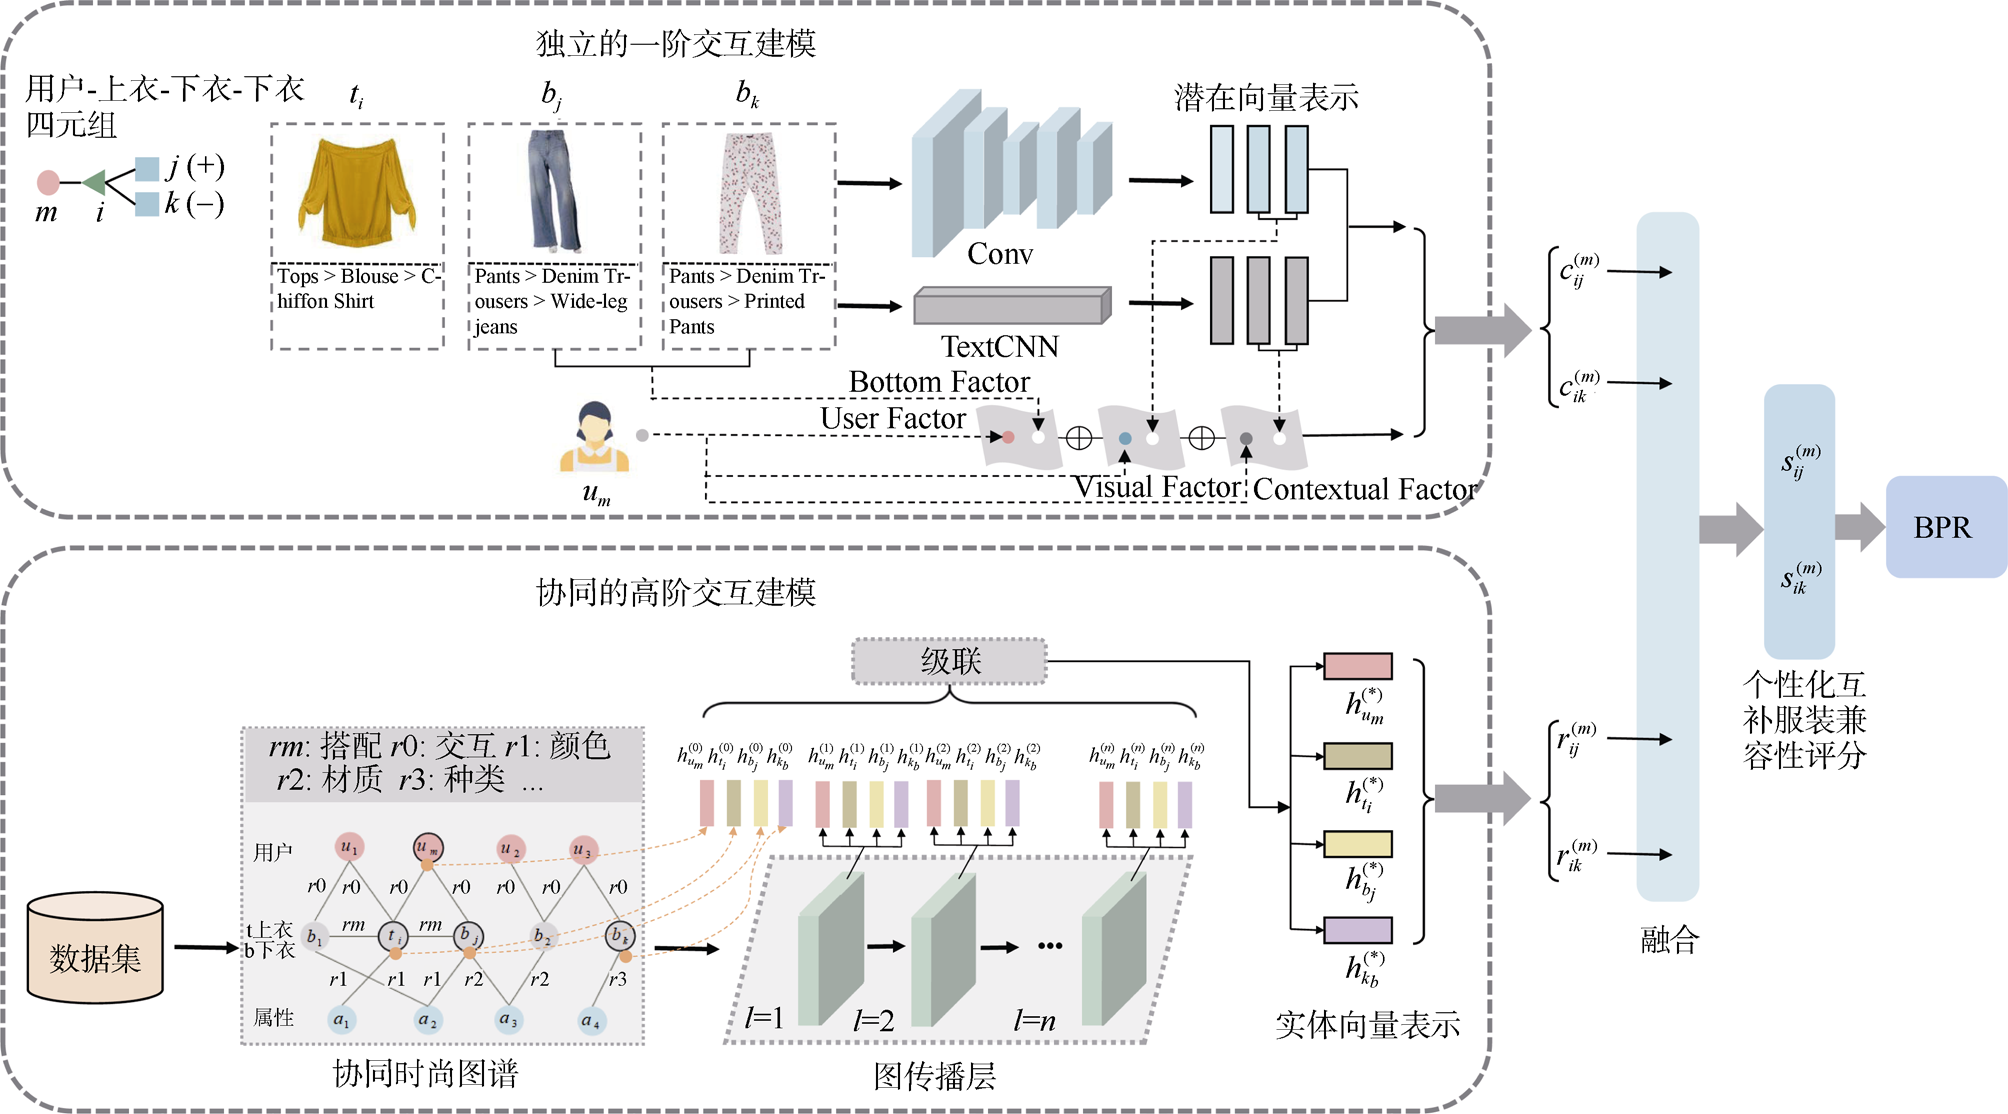 独立的一阶交互建模
用户-上衣-下衣-下衣
四元组
m
i
j (+)
k (−)
t_i
b_j
b_k
Tops > Blouse > C-
hiffon Shirt
Pants > Denim Tr-
ousers > Wide-leg
jeans
Pants > Denim Tr-
ousers > Printed
Pants
Conv
TextCNN
潜在向量表示
Bottom Factor
User Factor
u_m
Visual Factor
Contextual Factor
c_{ij}^{(m)}
c_{ik}^{(m)}
s_{ij}^{(m)}
s_{ik}^{(m)}
BPR
个性化互
补服装兼
容性评分
r_{ij}^{(m)}
r_{ik}^{(m)}
融合
协同的高阶交互建模
级联
rm: 搭配 r0: 交互 r1: 颜色
r2: 材质 r3: 种类 ...
h_{u_m}^{(0)} h_{t_i}^{(0)} h_{b_j}^{(0)} h_{k_b}^{(0)} h_{u_m}^{(1)} h_{t_i}^{(1)} h_{b_j}^{(1)} h_{k_b}^{(1)} h_{u_m}^{(2)} h_{t_i}^{(2)} h_{b_j}^{(2)} h_{k_b}^{(2)} h_{u_m}^{(n)} h_{t_i}^{(n)} h_{b_j}^{(n)} h_{k_b}^{(n)}
用户
u_1 u_m u_2 u_3
r0 r0 r0 r0 r0 r0 r0
t上衣
b下衣
b_1 rm t_i rm b_j b_2 b_k
r1 r1 r1 r2 r2 r3
属性
a_1 a_2 a_3 a_4
数据集
协同时尚图谱
l=1
l=2
l=n
···
图传播层
h_{u_m}^{(*)}
h_{t_i}^{(*)}
h_{b_j}^{(*)}
h_{k_b}^{(*)}
实体向量表示